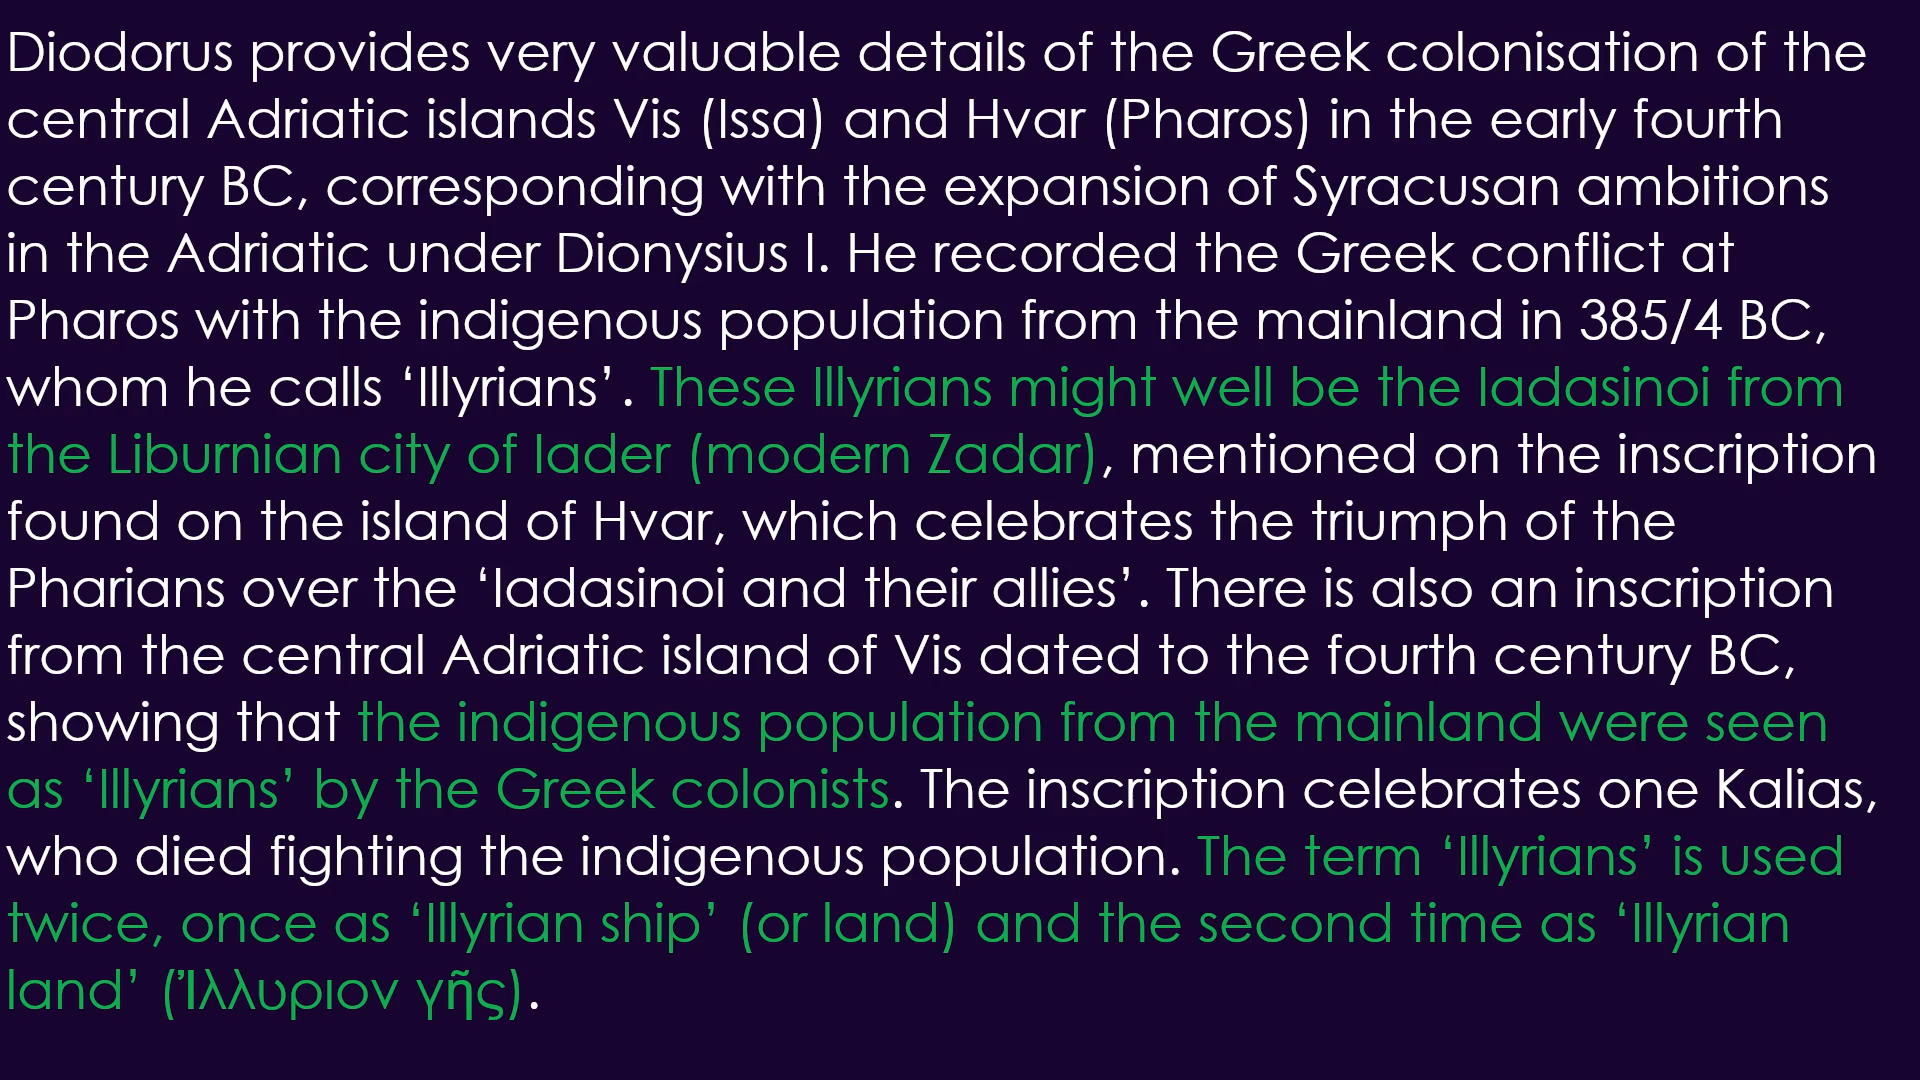 Diodorus provides very valuable details of the Greek colonisation of the
central Adriatic islands Vis (Issa) and Hvar (Pharos) in the early fourth
century BC, corresponding with the expansion of Syracusan ambitions
in the Adriatic under Dionysius I. He recorded the Greek conflict at
Pharos with the indigenous population from the mainland in 385/4 BC,
whom he calls ‘Illyrians’. These Illyrians might well be the Iadasinoi from
the Liburnian city of Iader (modern Zadar), mentioned on the inscription
found on the island of Hvar, which celebrates the triumph of the
Pharians over the ‘Iadasinoi and their allies’. There is also an inscription
from the central Adriatic island of Vis dated to the fourth century BC,
showing that the indigenous population from the mainland were seen
as ‘Illyrians’ by the Greek colonists. The inscription celebrates one Kalias,
who died fighting the indigenous population. The term ‘Illyrians’ is used
twice, once as ‘Illyrian ship’ (or land) and the second time as ‘Illyrian
land’ (Ἰλλυριον γῆς).